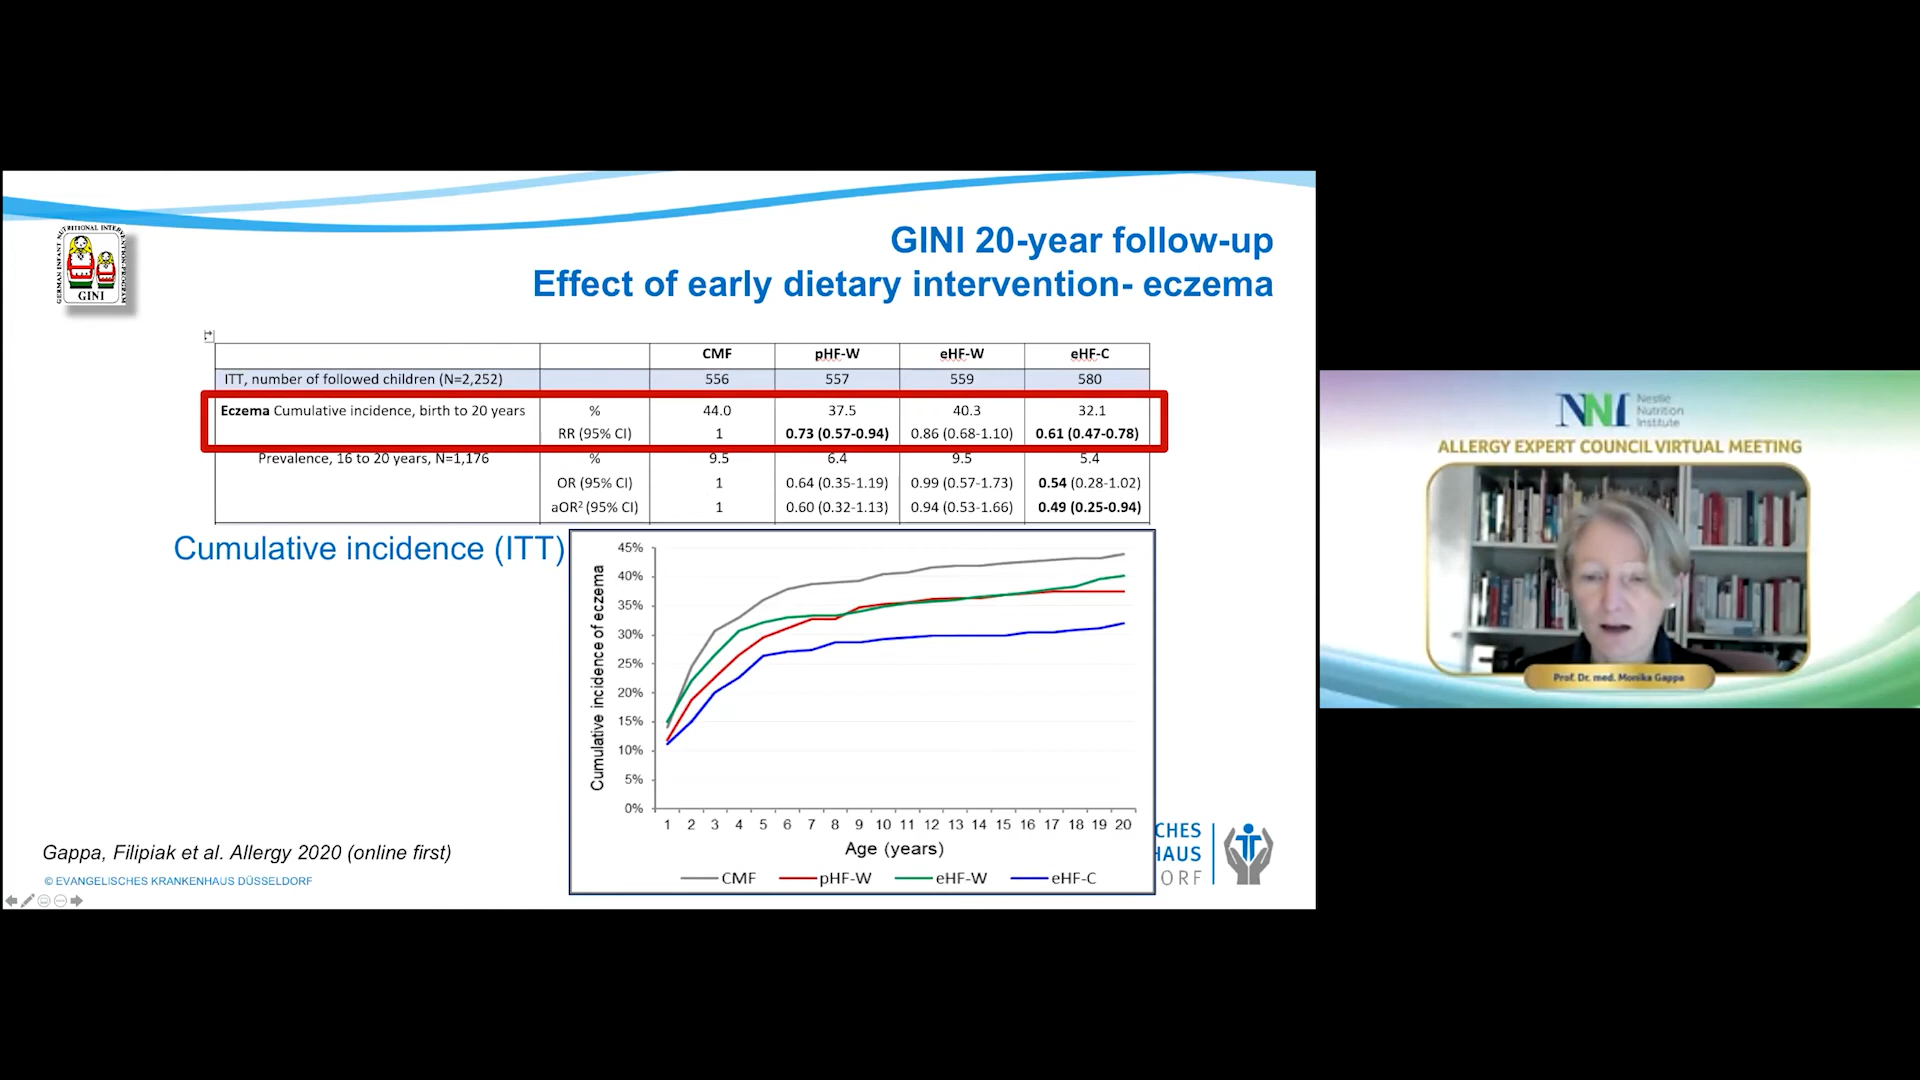 GERMAN INFANT NUTRITIONAL INTERVENTION PROGRAM
GINI
GINI 20-year follow-up
Effect of early dietary intervention- eczema
CMF pHF-W eHF-W eHF-C
ITT, number of followed children (N=2,252) 556 557 559 580
Eczema Cumulative incidence, birth to 20 years % 44.0 37.5 40.3 32.1
RR (95% CI) 1 0.73 (0.57-0.94) 0.86 (0.68-1.10) 0.61 (0.47-0.78)
Prevalence, 16 to 20 years, N=1,176 % 9.5 6.4 9.5 5.4
OR (95% CI) 1 0.64 (0.35-1.19) 0.99 (0.57-1.73) 0.54 (0.28-1.02)
aOR² (95% CI) 1 0.60 (0.32-1.13) 0.94 (0.53-1.66) 0.49 (0.25-0.94)
Cumulative incidence (ITT)
Cumulative incidence of eczema
45%
40%
35%
30%
25%
20%
15%
10%
5%
0%
1 2 3 4 5 6 7 8 9 10 11 12 13 14 15 16 17 18 19 20
Age (years)
CMF pHF-W eHF-W eHF-C
Gappa, Filipiak et al. Allergy 2020 (online first)
© EVANGELISCHES KRANKENHAUS DÜSSELDORF
CHES
HAUS
ORF
NNI
Nestlé
Nutrition
Institute
ALLERGY EXPERT COUNCIL VIRTUAL MEETING
Prof. Dr. med. Monika Gappa